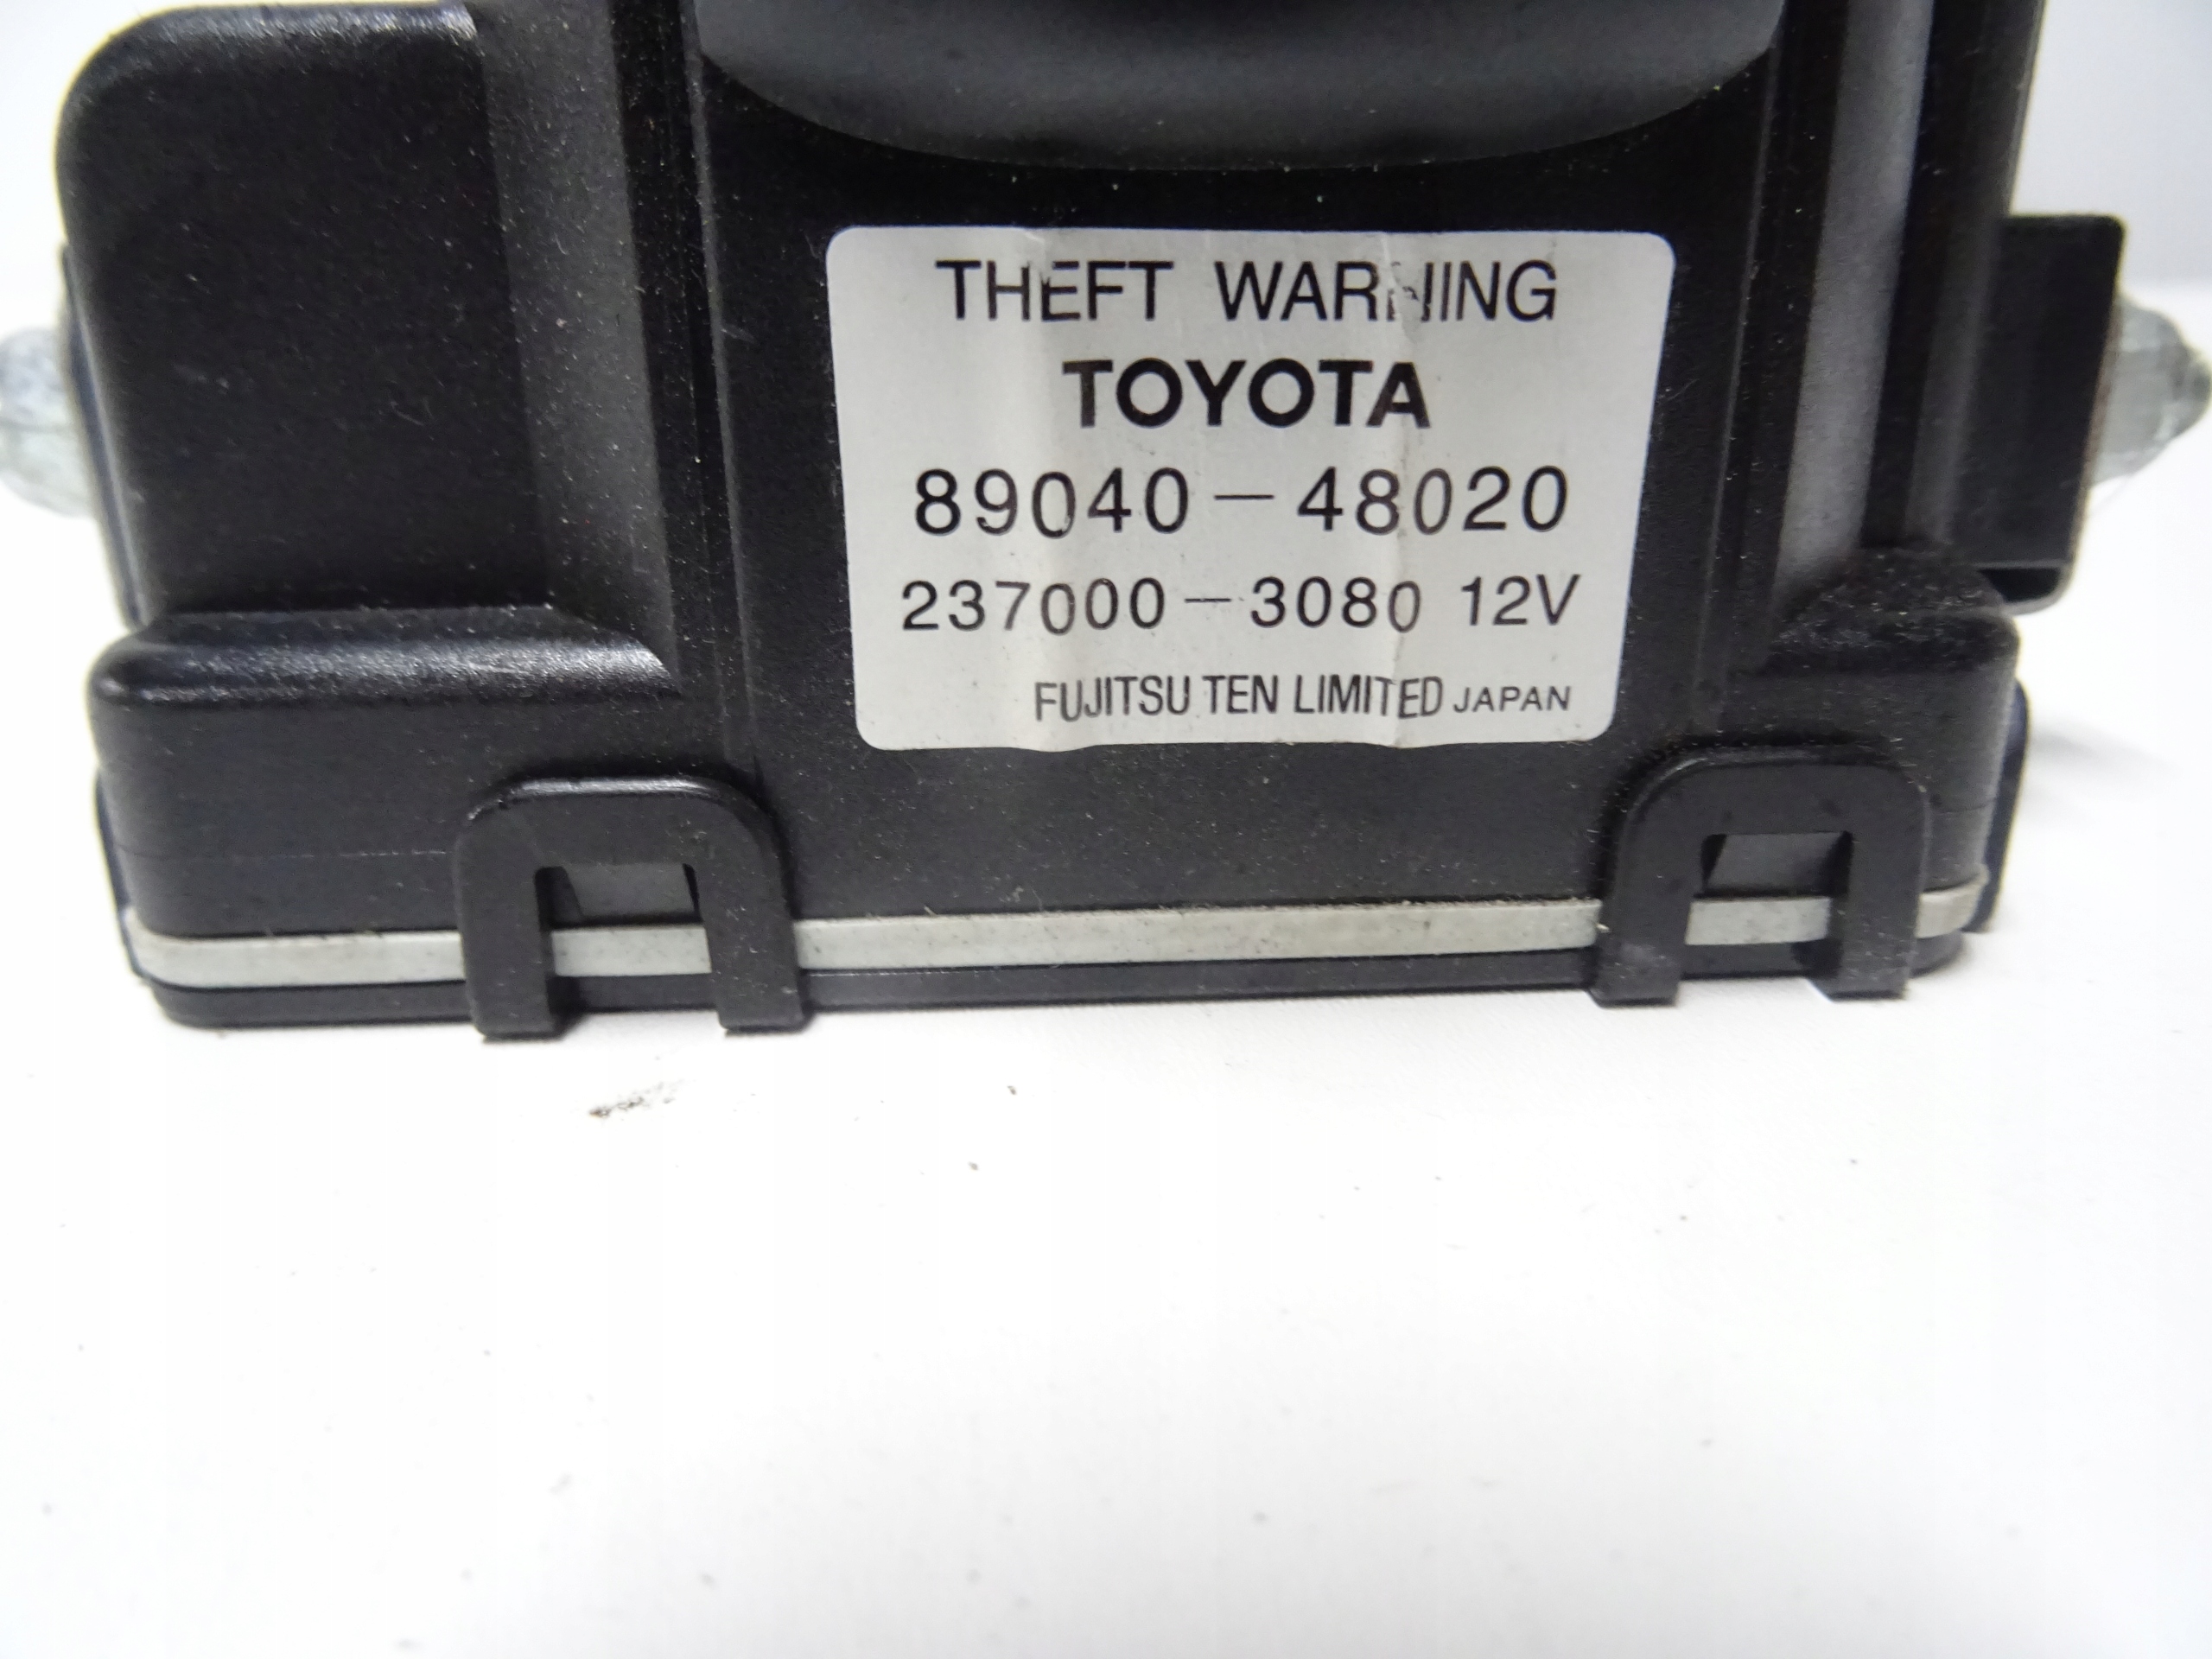 THEFT WARNING
TOYOTA
89040-48020
237000-3080 12V
FUJITSU TEN LIMITED JAPAN